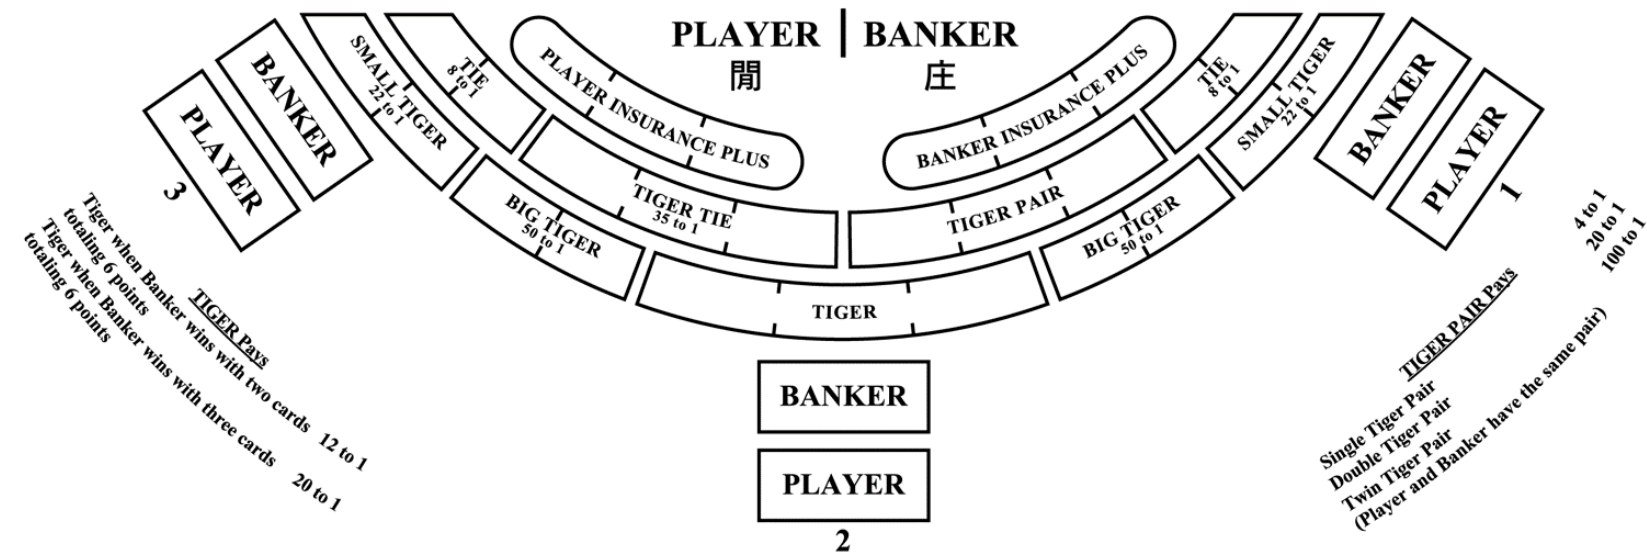 PLAYER | BANKER
閒 庄
SMALL TIGER
22 to 1
TIE
8 to 1
PLAYER INSURANCE PLUS
BANKER INSURANCE PLUS
TIE
8 to 1
SMALL TIGER
22 to 1
BANKER
PLAYER
3
BIG TIGER
50 to 1
TIGER TIE
35 to 1
TIGER PAIR
BIG TIGER
50 to 1
BANKER
PLAYER
1
TIGER
BANKER
PLAYER
2
TIGER Pays
Tiger when Banker wins with two cards 12 to 1
totaling 6 points
Tiger when Banker wins with three cards 20 to 1
totaling 6 points
TIGER PAIR Pays
Single Tiger Pair 4 to 1
Double Tiger Pair 20 to 1
Twin Tiger Pair 100 to 1
(Player and Banker have the same pair)